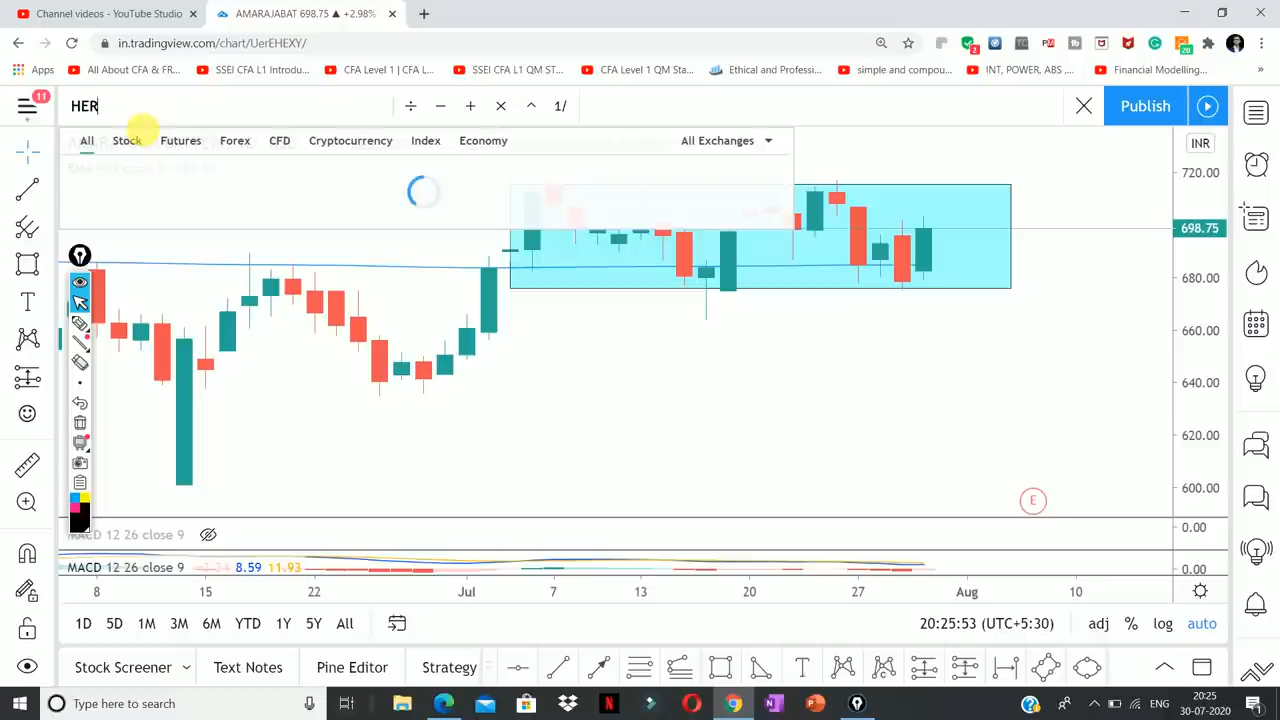 Channel videos - YouTube Studio
AMARAJABAT 698.75 ▲ +2.98%
in.tradingview.com/chart/UerEHEXY/
Apps
All About CFA & FR...
SSEI CFA L1 Introdu...
CFA Level 1 | CFA L...
SSEI CFA L1 QM ST...
CFA Level 1 QM Sta...
Ethical and Professi...
simple and compou...
INT, POWER, ABS ,...
Financial Modelling...
11
HER
1/
Publish
All
Stock
Futures
Forex
CFD
Cryptocurrency
Index
Economy
All Exchanges
INR
720.00
698.75
680.00
660.00
640.00
620.00
600.00
E
MACD 12 26 close 9
0.00
MACD 12 26 close 9
8.59
11.93
0.00
8
15
22
Jul
7
13
20
27
Aug
10
1D
5D
1M
3M
6M
YTD
1Y
5Y
All
20:25:53 (UTC+5:30)
adj
%
log
auto
Stock Screener
Text Notes
Pine Editor
Strategy
T
Type here to search
ENG
20:25
30-07-2020